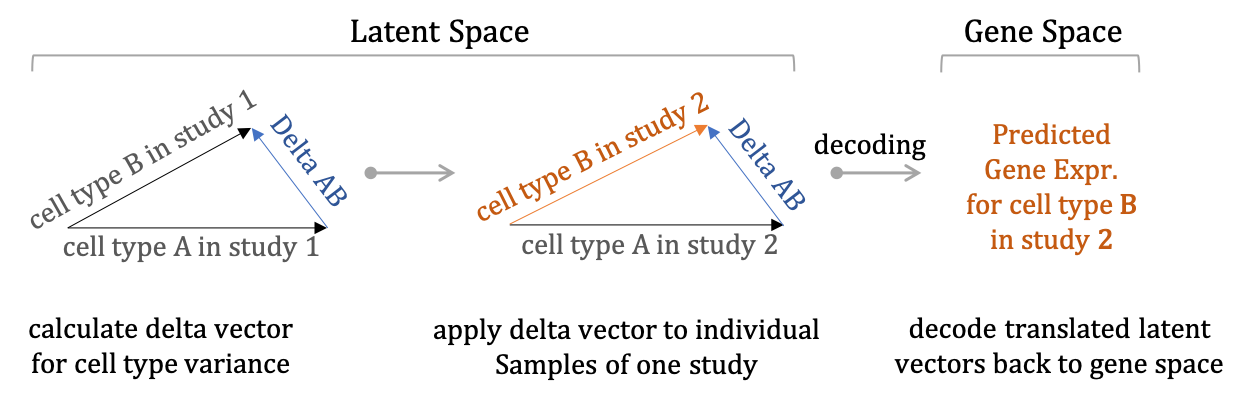 Latent Space
Gene Space
cell type B in study 1
Delta AB
cell type A in study 1
cell type B in study 2
Delta AB
cell type A in study 2
decoding
Predicted
Gene Expr.
for cell type B
in study 2
calculate delta vector
for cell type variance
apply delta vector to individual
Samples of one study
decode translated latent
vectors back to gene space